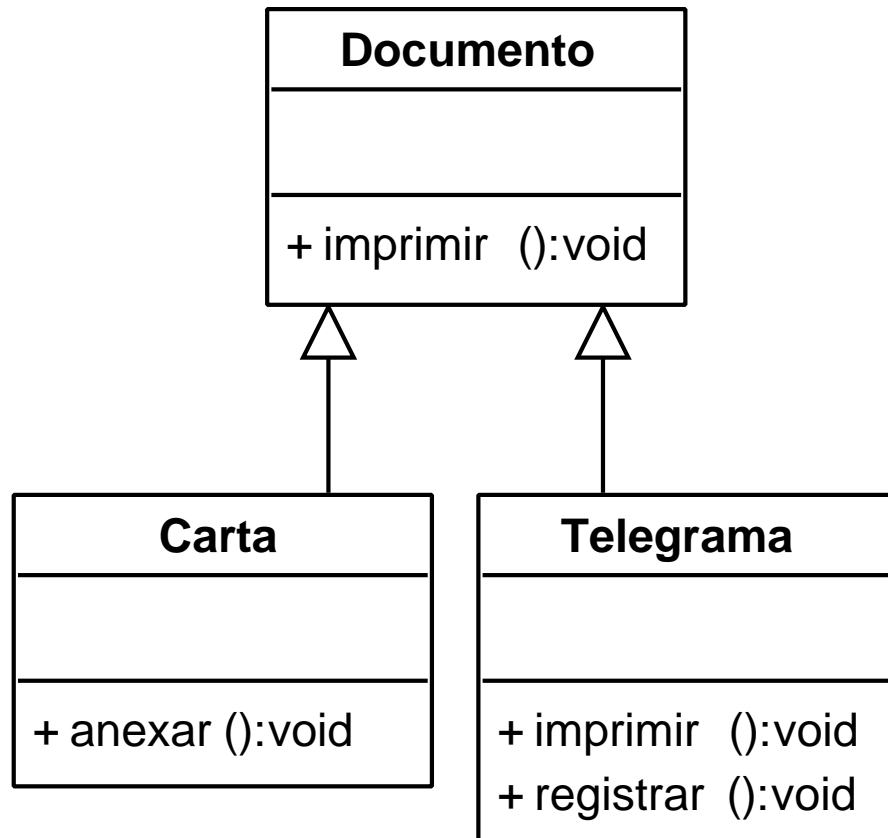 Documento
+ imprimir ():void
Carta
+ anexar ():void
Telegrama
+ imprimir ():void
+ registrar ():void